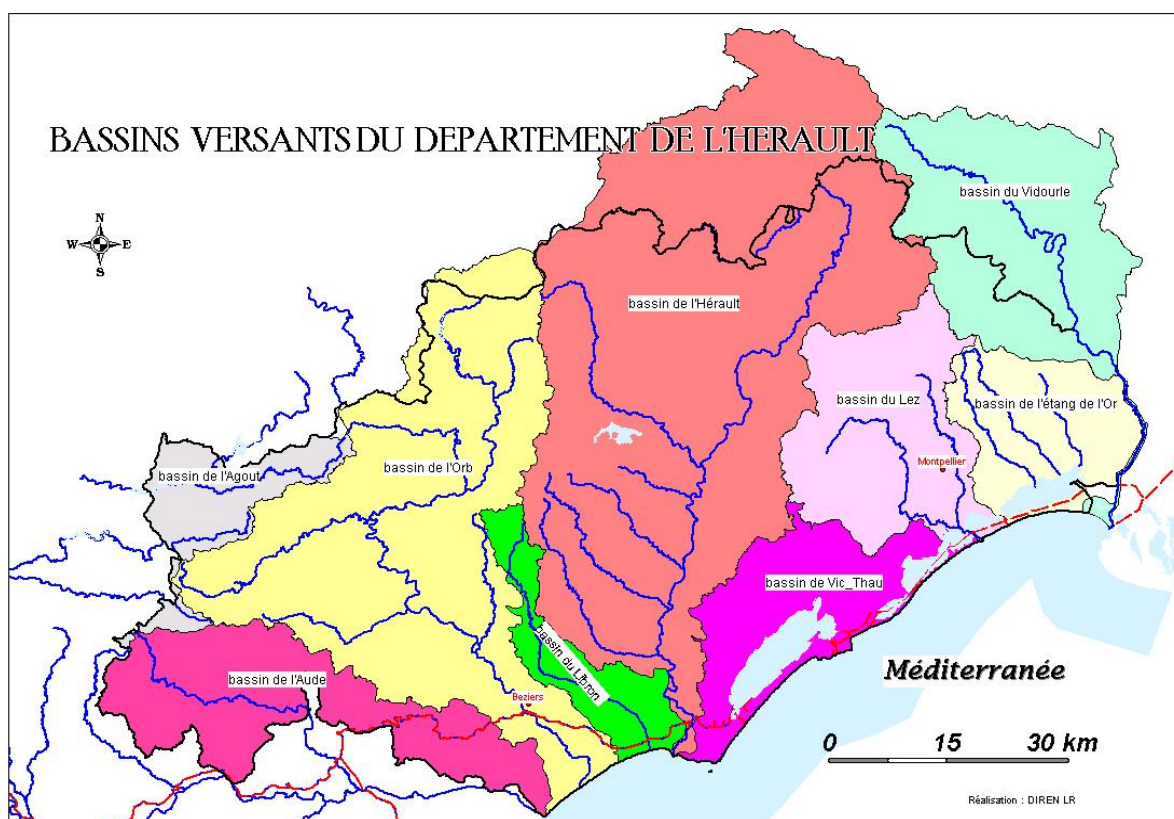 BASSINS VERSANTS DU DEPARTEMENT DE L'HERAULT
bassin du Vidourle
N
W E
S
bassin de l'Hérault
bassin du Lez
bassin de l'étang de l'Or
Montpellier
bassin de l'Orb
bassin de l'Agout
bassin de Vic_Thau
bassin du Libron
bassin de l'Aude
Beziers
Méditerranée
0 15 30 km
Réalisation : DIREN LR